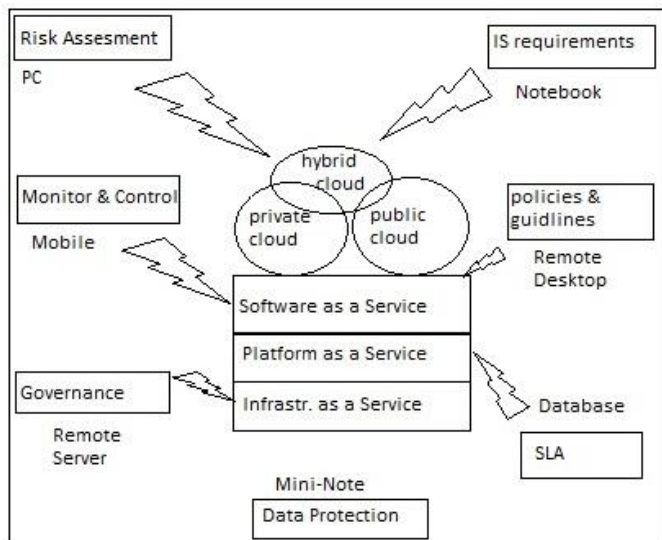 Risk Assesment
IS requirements
PC
Notebook
hybrid
cloud
Monitor & Control
private
cloud
public
cloud
policies &
guidlines
Mobile
Remote
Desktop
Software as a Service
Platform as a Service
Governance
Infrastr. as a Service
Database
Remote
Server
SLA
Mini-Note
Data Protection